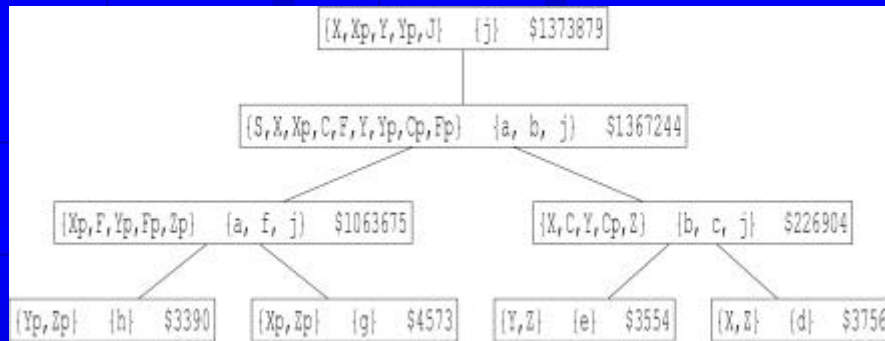 {X,Xp,Y,Yp,J} {j} $1373879
{S,X,Xp,C,F,Y,Yp,Cp,Fp} {a, b, j} $1367244
{Xp,F,Yp,Fp,Zp} {a, f, j} $1063675 {X,C,Y,Cp,Z} {b, c, j} $226904
{Yp,Zp} {h} $3390 {Xp,Zp} {g} $4573 {Y,Z} {e} $3554 {X,Z} {d} $3756